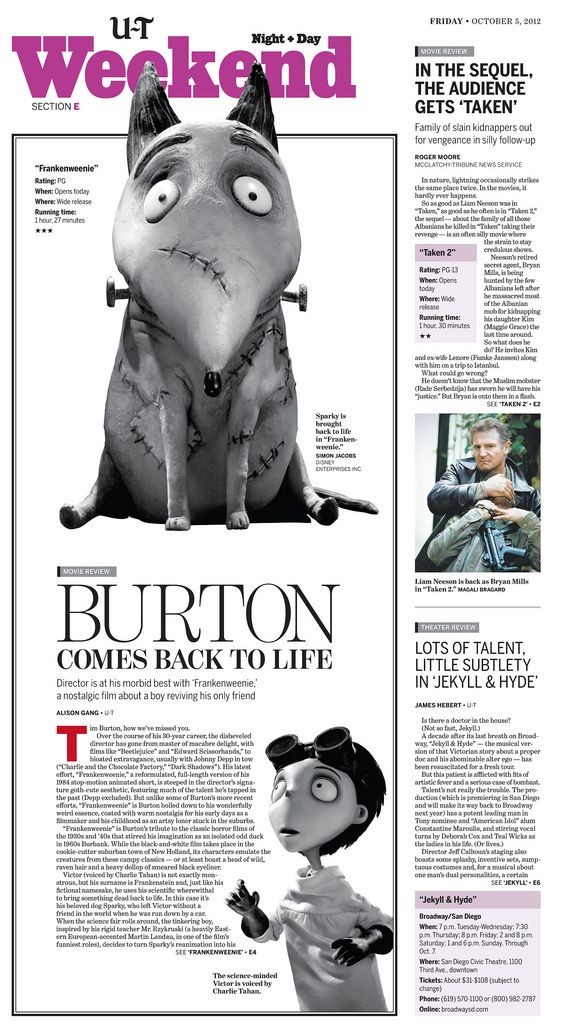 U-T
Night + Day
Weekend
SECTION E
FRIDAY • OCTOBER 5, 2012
"Frankenweenie"
Rating: PG
When: Opens today
Where: Wide release
Running time:
1 hour, 27 minutes
★★★
Sparky is
brought
back to life
in "Franken-
weenie."
SIMON JACOBS
DISNEY
ENTERPRISES INC.
MOVIE REVIEW
BURTON
COMES BACK TO LIFE
Director is at his morbid best with 'Frankenweenie,'
a nostalgic film about a boy reviving his only friend
ALISON GANG • U-T
Tim Burton, how we've missed you.
Over the course of his 30-year career, the disheveled
director has gone from master of macabre delight, with
films like "Beetlejuice" and "Edward Scissorhands," to
bloated extravagance, usually with Johnny Depp in tow
("Charlie and the Chocolate Factory," "Dark Shadows"). His latest
effort, "Frankenweenie," a reformulated, full-length version of his
1984 stop-motion animated short, is steeped in the director's signa-
ture goth-cute aesthetic, featuring much of the talent he's tapped in
the past (Depp excluded). But unlike some of Burton's more recent
efforts, "Frankenweenie" is Burton boiled down to his wonderfully
weird essence, coated with warm nostalgia for his early days as a
filmmaker and his childhood as an artsy loner stuck in the suburbs.
"Frankenweenie" is Burton's tribute to the classic horror films of
the 1930s and '40s that stirred his imagination as an isolated odd duck
in 1960s Burbank. While the black-and-white film takes place in the
cookie-cutter suburban town of New Holland, its characters emulate the
creatures from these campy classics — or at least boast a head of wild,
raven hair and a heavy dollop of smeared black eyeliner.
Victor (voiced by Charlie Tahan) is not exactly mon-
strous, but his surname is Frankenstein and, just like his
fictional namesake, he uses his scientific wherewithal
to bring something dead back to life. In this case it's
his beloved dog Sparky, who left Victor without a
friend in the world when he was run down by a car.
When the science fair rolls around, the tinkering boy,
inspired by his rigid teacher Mr. Rzykruski (a heavily East-
ern European-accented Martin Landau, in one of the film's
funniest roles), decides to turn Sparky's reanimation into his
SEE 'FRANKENWEENIE' • E4
The science-minded
Victor is voiced by
Charlie Tahan.
MOVIE REVIEW
IN THE SEQUEL,
THE AUDIENCE
GETS 'TAKEN'
Family of slain kidnappers out
for vengeance in silly follow-up
ROGER MOORE
MCCLATCHY-TRIBUNE NEWS SERVICE
In nature, lightning occasionally strikes
the same place twice. In the movies, it
hardly ever happens.
So as good as Liam Neeson was in
"Taken," as good as he often is in "Taken 2,"
the sequel — about the family of all those
Albanians he killed in "Taken" taking their
revenge — is an often silly movie where
the strain to stay
credulous shows.
Neeson's retired
secret agent, Bryan
Mills, is being
hunted by the few
Albanians left after
he massacred most
of the Albanian
mob for kidnapping
his daughter Kim
(Maggie Grace) the
last time around.
So what does he
do? He invites Kim
and ex-wife Lenore (Famke Janssen) along
with him on a trip to Istanbul.
What could go wrong?
He doesn't know that the Muslim mobster
(Rade Serbedzija) has sworn he will have his
"justice." But Bryan is onto them in a flash.
SEE 'TAKEN 2' • E2
"Taken 2"
Rating: PG-13
When: Opens
today
Where: Wide
release
Running time:
1 hour, 30 minutes
★★
Liam Neeson is back as Bryan Mills
in "Taken 2." MAGALI BRAGARD
THEATER REVIEW
LOTS OF TALENT,
LITTLE SUBTLETY
IN 'JEKYLL & HYDE'
JAMES HEBERT • U-T
Is there a doctor in the house?
(Not so fast, Jekyll.)
A decade after its last breath on Broad-
way, "Jekyll & Hyde" — the musical ver-
sion of that Victorian story about a proper
doc and his abominable alter ego — has
been resuscitated for a fresh tour.
But this patient is afflicted with fits of
artistic fever and a serious case of bombast.
Talent's not really the trouble. The pro-
duction (which is premiering in San Diego
and will make its way back to Broadway
next year) has a potent leading man in
Tony nominee and "American Idol" alum
Constantine Maroulis, and stirring vocal
turns by Deborah Cox and Teal Wicks as
the ladies in his life. (Or lives.)
Director Jeff Calhoun's staging also
boasts some splashy, inventive sets, sump-
tuous costumes and, for a musical about
one man's dual personalities, a certain
SEE 'JEKYLL' • E6
"Jekyll & Hyde"
Broadway/San Diego
When: 7 p.m. Tuesday-Wednesday; 7:30
p.m. Thursday; 8 p.m. Friday; 2 and 8 p.m.
Saturday; 1 and 6 p.m. Sunday. Through
Oct. 7.
Where: San Diego Civic Theatre, 1100
Third Ave., downtown
Tickets: About $31-$108 (subject to
change)
Phone: (619) 570-1100 or (800) 982-2787
Online: broadwaysd.com